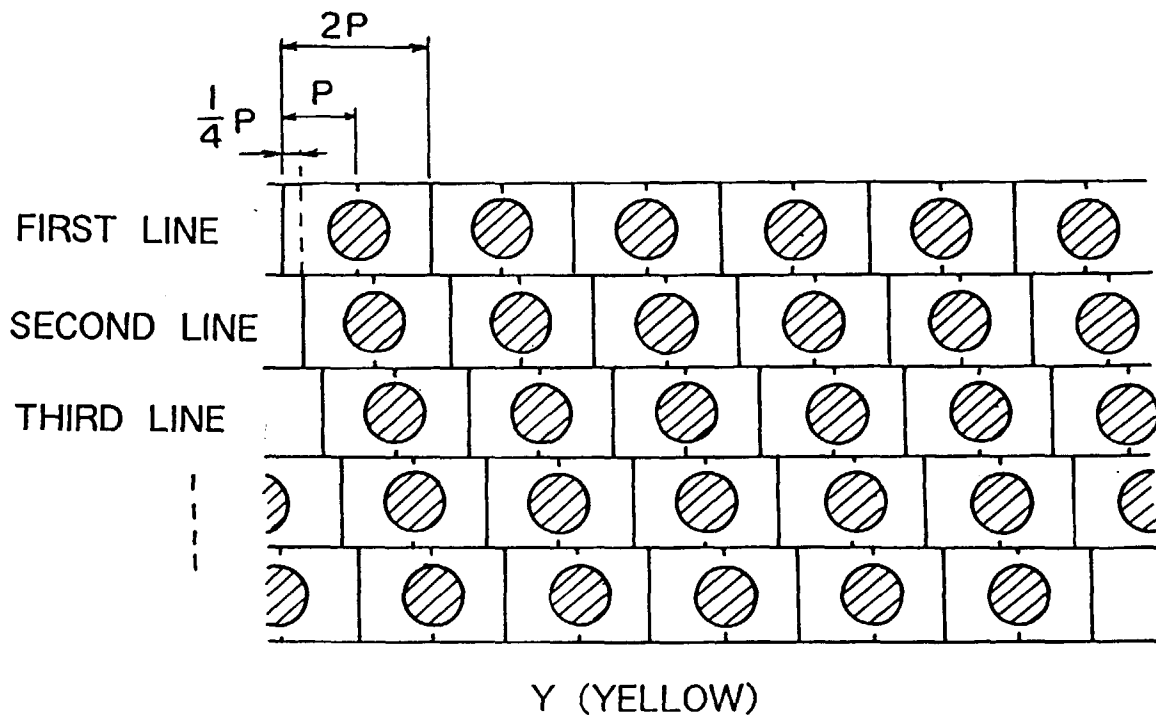 2P
P
1/4 P
FIRST LINE
SECOND LINE
THIRD LINE
Y (YELLOW)